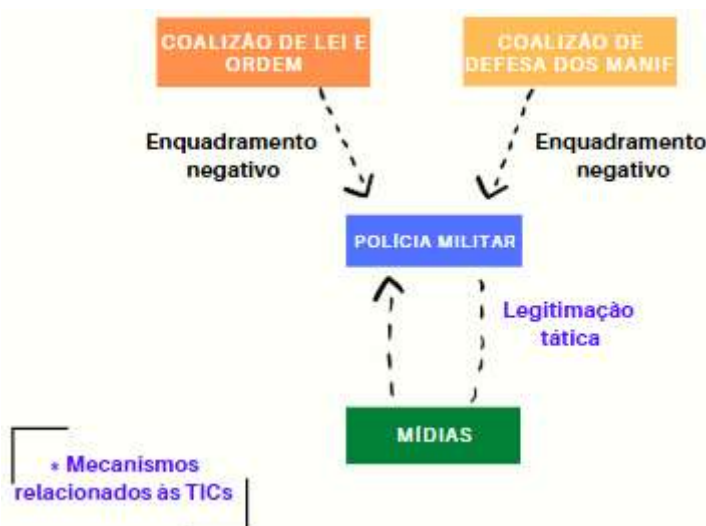 COALIZÃO DE LEI E
ORDEM
COALIZÃO DE
DEFESA DOS MANIF
Enquadramento
negativo
Enquadramento
negativo
POLÍCIA MILITAR
Legitimação
tática
MÍDIAS
* Mecanismos
relacionados às TICs